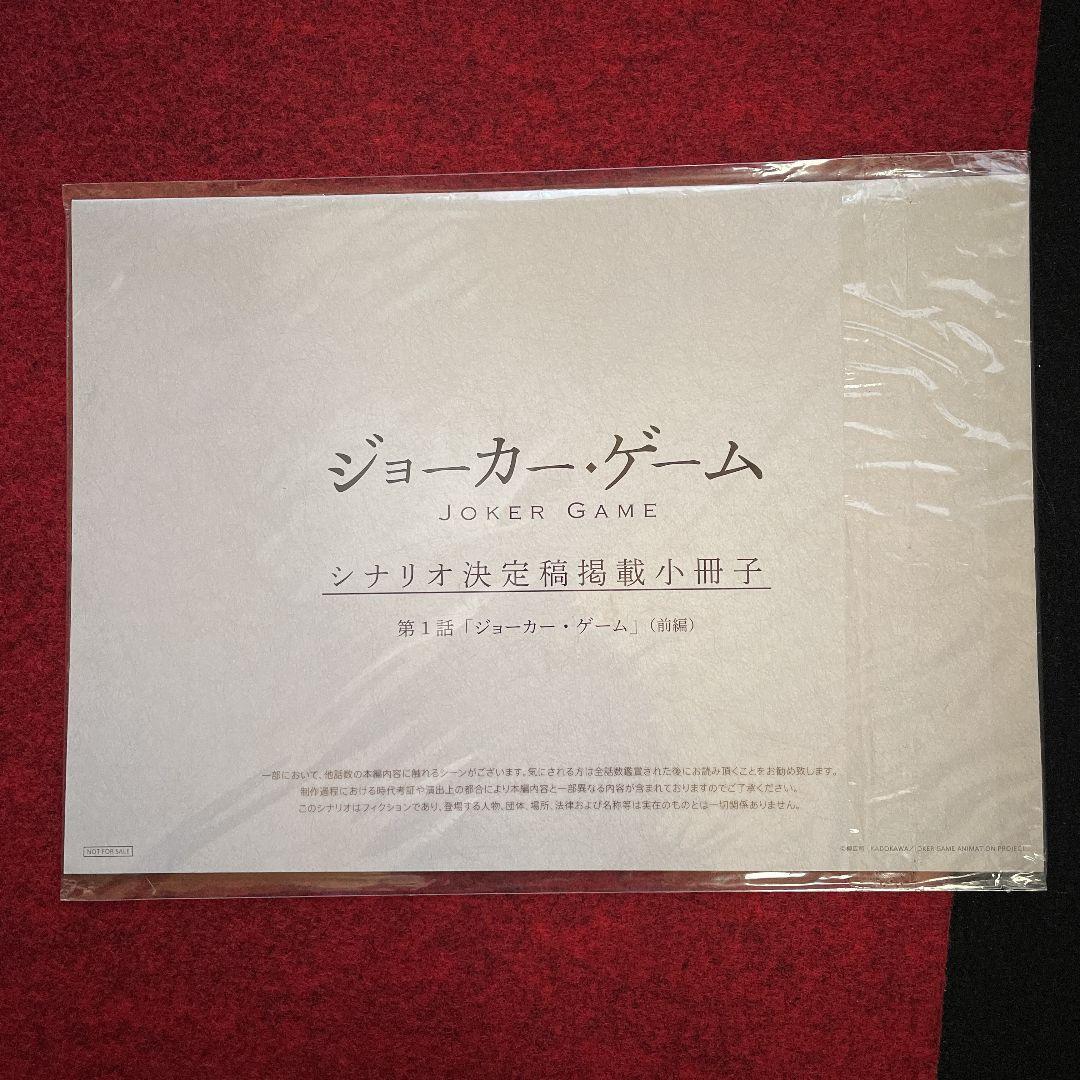 ジョーカー・ゲーム
JOKER GAME
シナリオ決定稿掲載小冊子
第1話「ジョーカー・ゲーム」（前編）
一部において、他話数の本編内容に触れるシーンがございます。気にされる方は全話数鑑賞された後にお読み頂くことをお勧め致します。
制作過程における時代考証や演出上の都合により本編内容と一部異なる内容が含まれておりますのでご了承ください。
このシナリオはフィクションであり、登場する人物、団体、場所、法律および名称等は実在のものとは一切関係ありません。
NOT FOR SALE
©柳広司・KADOKAWA／JOKER GAME ANIMATION PROJECT